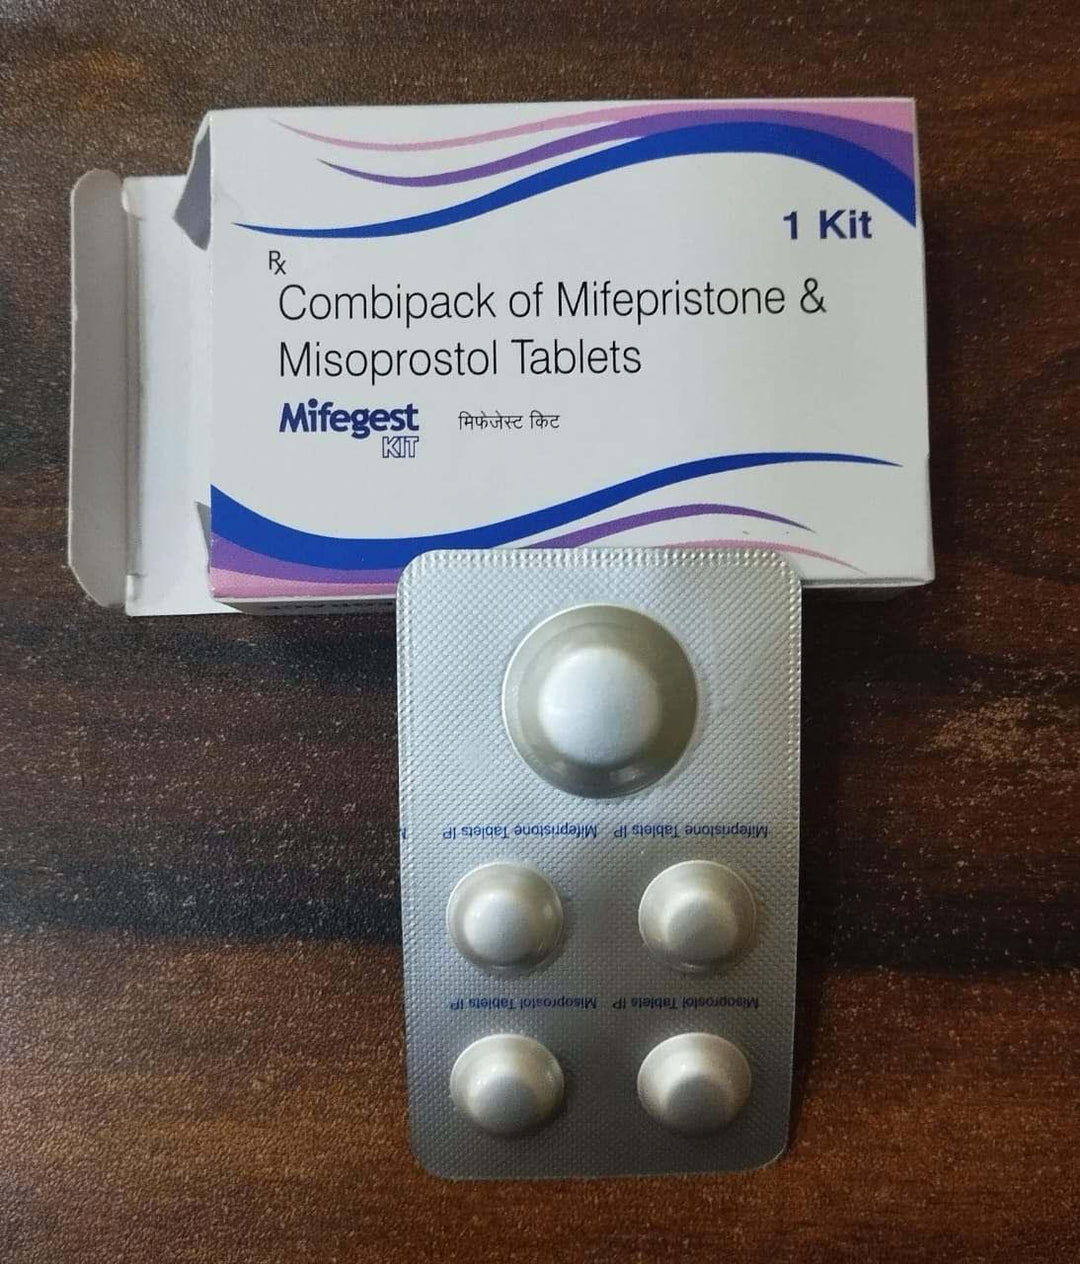 1 Kit
Rx
Combipack of Mifepristone &
Misoprostol Tablets
Mifegest मिफेजेस्ट किट
KIT
Mifepristone Tablets IP Mifepristone Tablets IP
Misoprostol Tablets IP Misoprostol Tablets IP